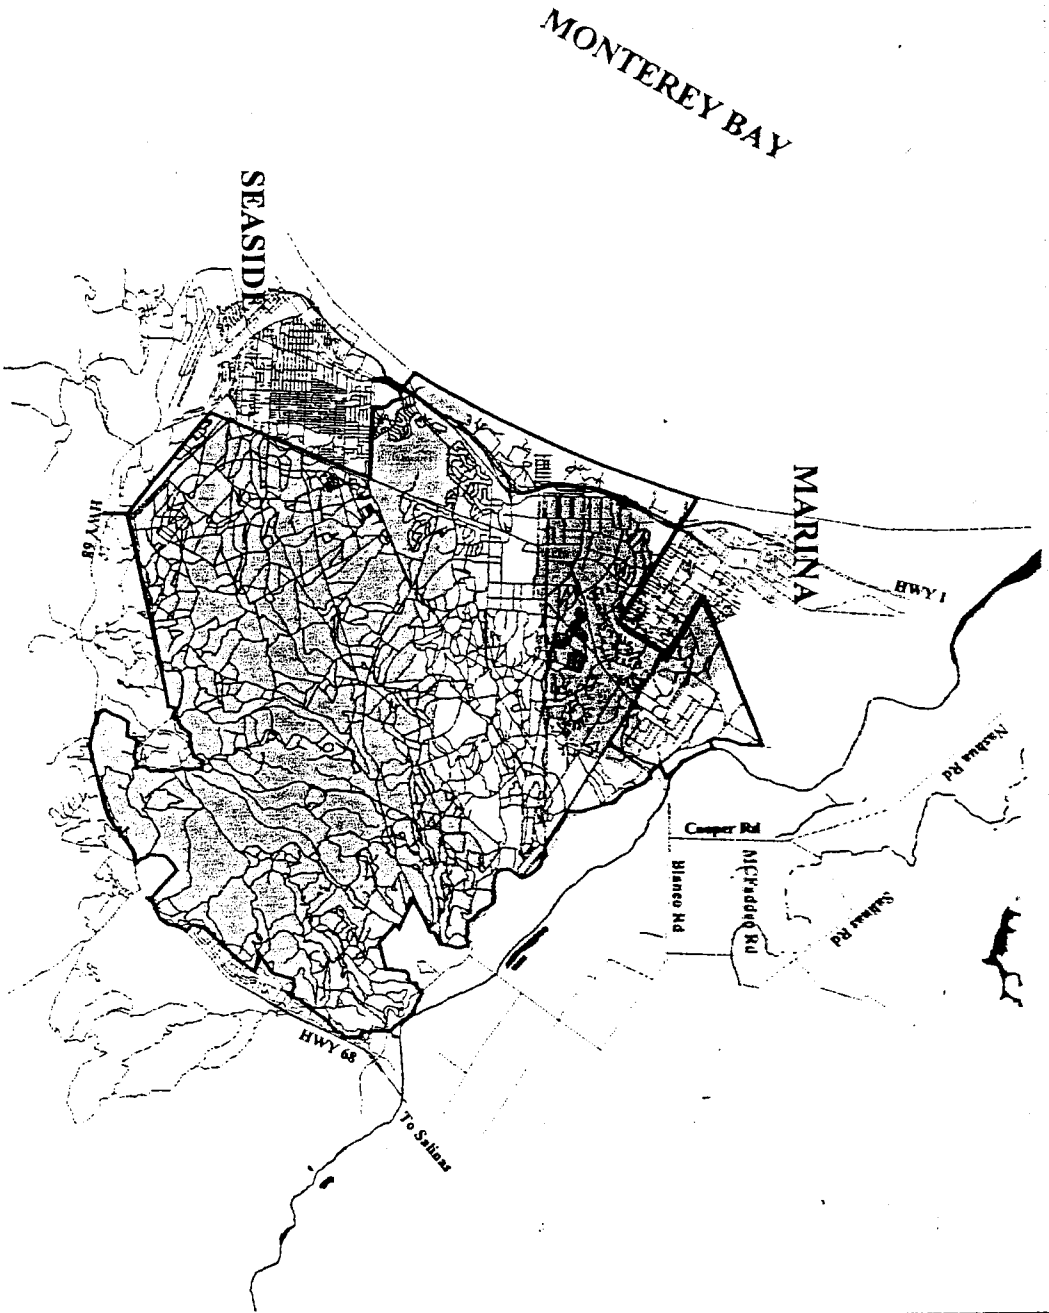 MONTEREY BAY
SEASIDE
MARINA
HWY 1
HWY 68
Nashua Rd
Cooper Rd
Blanco Rd
McFadden Rd
Salinas Rd
HWY 68
To Salinas